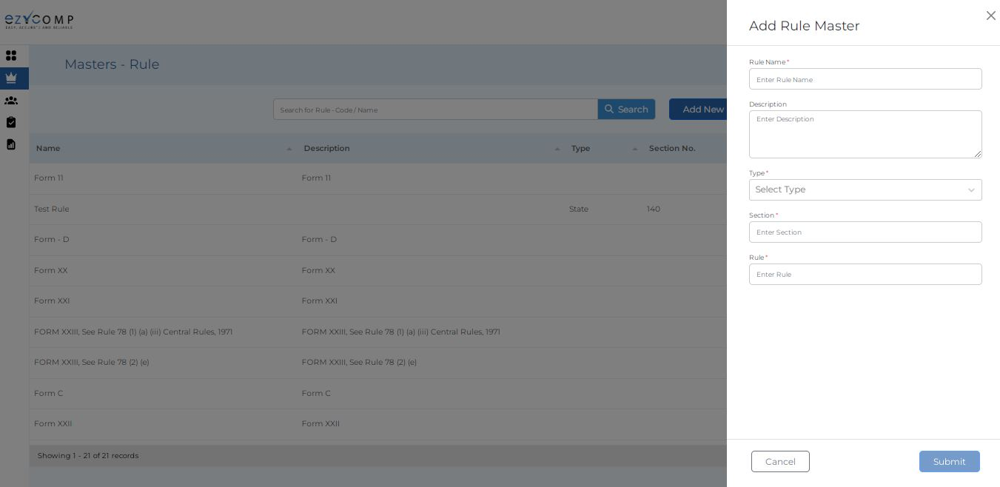 ezycomp
EASY, ACCURATE AND RELIABLE
Add Rule Master
Masters - Rule
Search for Rule - Code / Name
Search
Add New
Name
Description
Type
Section No.
Form 11
Form 11
Test Rule
State
140
Form - D
Form - D
Form XX
Form XX
Form XXI
Form XXI
FORM XXIII, See Rule 78 (1) (a) (iii) Central Rules, 1971
FORM XXIII, See Rule 78 (1) (a) (iii) Central Rules, 1971
FORM XXIII, See Rule 78 (2) (e)
FORM XXIII, See Rule 78 (2) (e)
Form C
Form C
Form XXII
Form XXII
Showing 1 - 21 of 21 records
Rule Name *
Enter Rule Name
Description
Enter Description
Type *
Select Type
Section *
Enter Section
Rule *
Enter Rule
Cancel
Submit